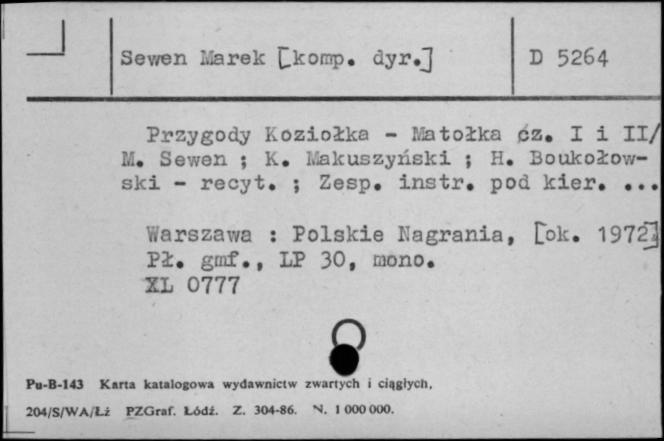 Sewen Marek [komp. dyr.]
D 5264
Przygody Koziołka - Matołka cz. I i II/
M. Sewen ; K. Makuszyński ; H. Boukołow-
ski - recyt. ; Zesp. instr. pod kier. ...
Warszawa : Polskie Nagrania, [ok. 1972]
Pł. gmf., LP 30, mono.
XL 0777
Pu-B-143 Karta katalogowa wydawnictw zwartych i ciągłych,
204/S/WA/Łż PZGraf. Łódź. Z. 304-86. N. 1 000 000.